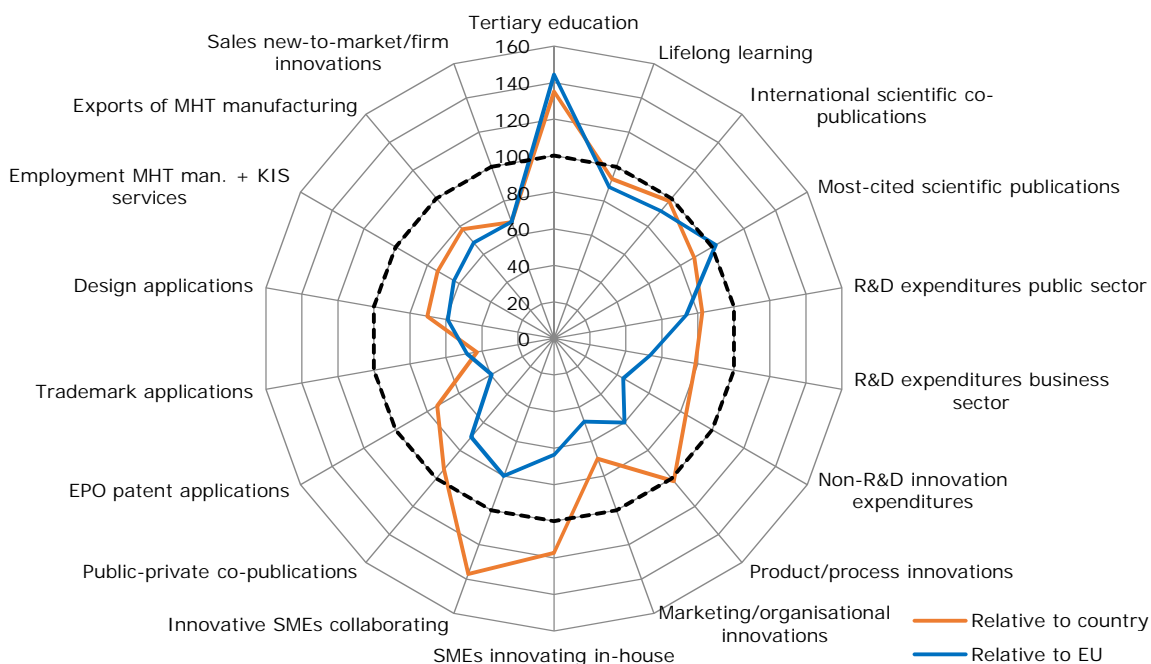 Tertiary education
Sales new-to-market/firm
innovations
160
Lifelong learning
140
Exports of MHT manufacturing
International scientific co-
publications
120
100
Employment MHT man. + KIS
services
80
Most-cited scientific publications
60
40
Design applications
R&D expenditures public sector
20
0
Trademark applications
R&D expenditures business
sector
EPO patent applications
Non-R&D innovation
expenditures
Public-private co-publications
Product/process innovations
Innovative SMEs collaborating
Marketing/organisational
innovations
SMEs innovating in-house
Relative to country
Relative to EU